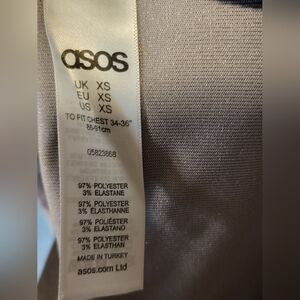 asos
UK XS
EU XS
US XS
TO FIT CHEST 34-36"
86-91cm
05823868
97% POLYESTER
3% ELASTANE
97% POLYESTER
3% ELASTHANNE
97% POLIÉSTER
3% ELASTANO
97% POLYESTER
3% ELASTHAN
MADE IN TURKEY
asos.com Ltd